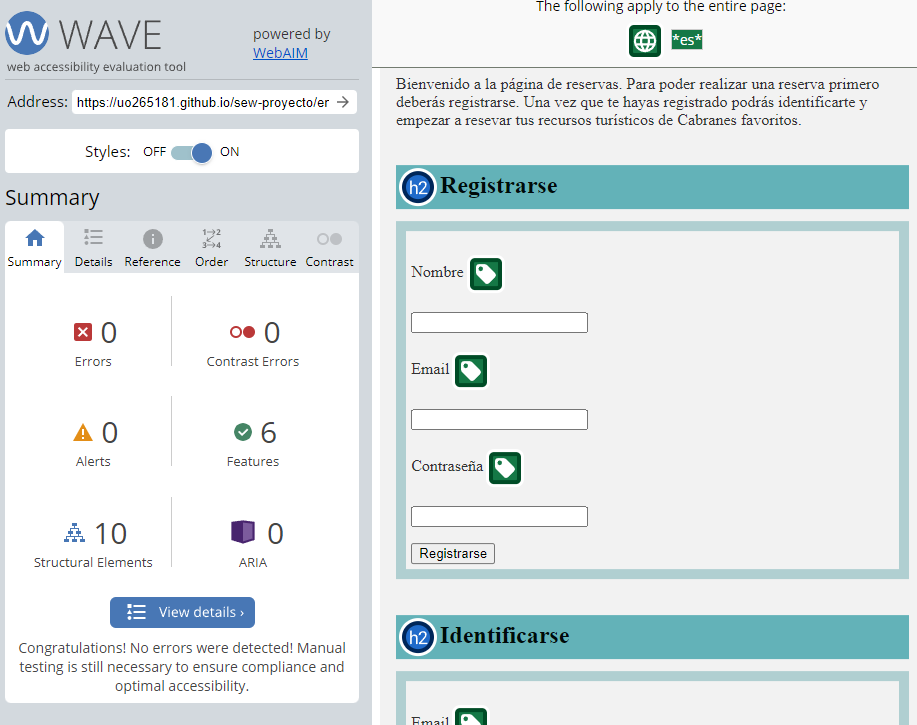 WAVE
web accessibility evaluation tool
powered by
WebAIM
Address: https://uo265181.github.io/sew-proyecto/er
Styles: OFF ON
Summary
Summary Details Reference Order Structure Contrast
0
Errors
0
Contrast Errors
0
Alerts
6
Features
10
Structural Elements
0
ARIA
View details ›
Congratulations! No errors were detected! Manual
testing is still necessary to ensure compliance and
optimal accessibility.
The following apply to the entire page:
*es*
Bienvenido a la página de reservas. Para poder realizar una reserva primero
deberás registrarse. Una vez que te hayas registrado podrás identificarte y
empezar a resevar tus recursos turísticos de Cabranes favoritos.
h2 Registrarse
Nombre
Email
Contraseña
Registrarse
h2 Identificarse
Email